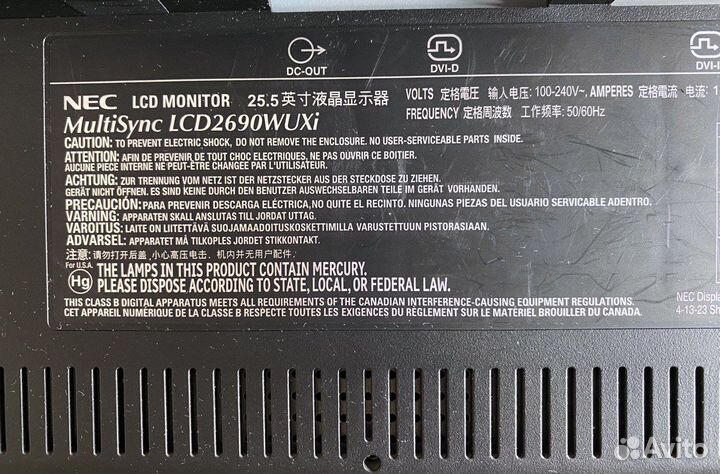 DC-OUT DVI-D DVI-I
NEC LCD MONITOR 25.5英寸液晶显示器
MultiSync LCD2690WUXi
VOLTS 定格電圧 输入电压: 100-240V~, AMPERES 定格電流 电流: 1
FREQUENCY 定格周波数 工作频率: 50/60Hz
CAUTION: TO PREVENT ELECTRIC SHOCK, DO NOT REMOVE THE ENCLOSURE. NO USER-SERVICEABLE PARTS INSIDE.
ATTENTION: AFIN DE PREVENIR DE TOUT CHOC ELECTRIQUES, NE PAS OUVRIR CE BOITIER.
AUCUNE PIECE INTERNE NE PEUT-ÊTRE CHANGEE PAR L'UTILISATEUR.
ACHTUNG: ZUR TRENNUNG VOM NETZ IST DER NETZSTECKER AUS DER STECKDOSE ZU ZIEHEN.
GERÄT NICHT ÖFFNEN. ES SIND KEINE DURCH DEN BENUTZER AUSWECHSELBAREN TEILE IM GERÄT VORHANDEN.
PRECAUCIÓN: PARA PREVENIR DESCARGA ELÉCTRICA, NO QUITE EL RECINTO. NINGUNAS PIEZAS DEL USUARIO SERVICABLE ADENTRO.
VARNING: APPARATEN SKALL ANSLUTAS TILL JORDAT UTTAG.
VAROITUS: LAITE ON LIITETTÄVÄ SUOJAMAADOITUSKOSKETTIMILLA VARUSTETTUUN PISTORASIAAN.
ADVARSEL: APPARATET MÅ TILKOPLES JORDET STIKKONTAKT.
注意: 请勿打开后盖, 小心高压电击, 机内并无用户配件.
For U.S.A.
Hg THE LAMPS IN THIS PRODUCT CONTAIN MERCURY.
PLEASE DISPOSE ACCORDING TO STATE, LOCAL, OR FEDERAL LAW.
THIS CLASS B DIGITAL APPARATUS MEETS ALL REQUIREMENTS OF THE CANADIAN INTERFERENCE-CAUSING EQUIPMENT REGULATIONS.
CET APPAREIL NUMÉRIQUE DE LA CLASSE B RESPECTE TOUTES LES EXIGENCES DU RÈGLEMENT SUR LE MATÉRIEL BROUILLEUR DU CANADA.
NEC Displa
4-13-23 Sh
Avito